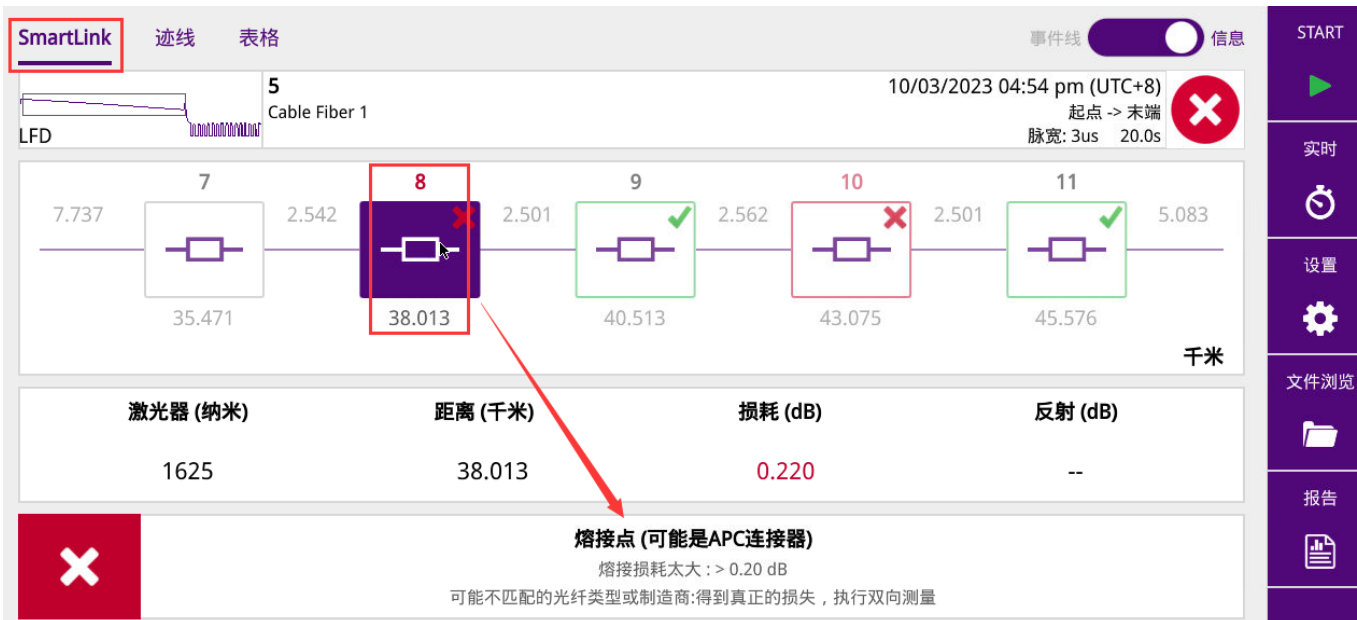 SmartLink 迹线 表格 事件线 信息
5
Cable Fiber 1
LFD
10/03/2023 04:54 pm (UTC+8)
起点 -> 末端
脉宽: 3us 20.0s
7 8 9 10 11
7.737 2.542 2.501 2.562 2.501 5.083
35.471 38.013 40.513 43.075 45.576
千米
激光器 (纳米) 距离 (千米) 损耗 (dB) 反射 (dB)
1625 38.013 0.220 --
熔接点 (可能是APC连接器)
熔接损耗太大 : > 0.20 dB
可能不匹配的光纤类型或制造商:得到真正的损失，执行双向测量
START
实时
设置
文件浏览
报告